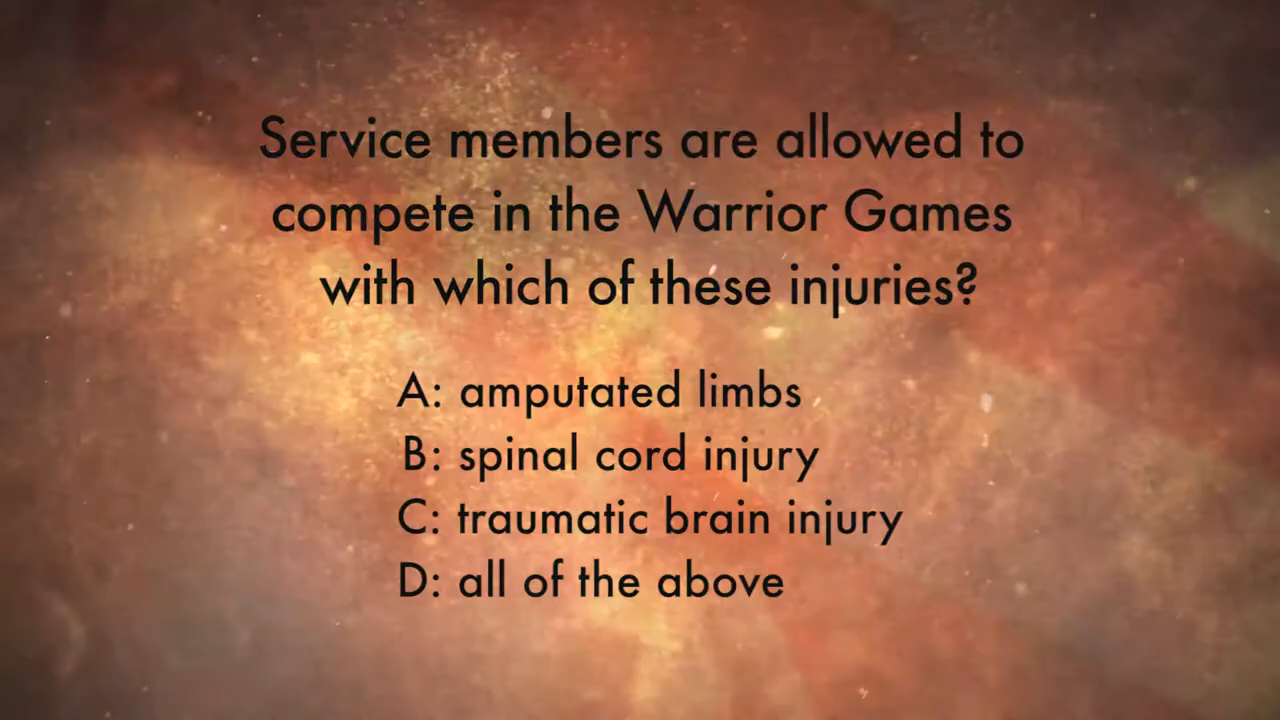 Service members are allowed to
compete in the Warrior Games
with which of these injuries?
A: amputated limbs
B: spinal cord injury
C: traumatic brain injury
D: all of the above